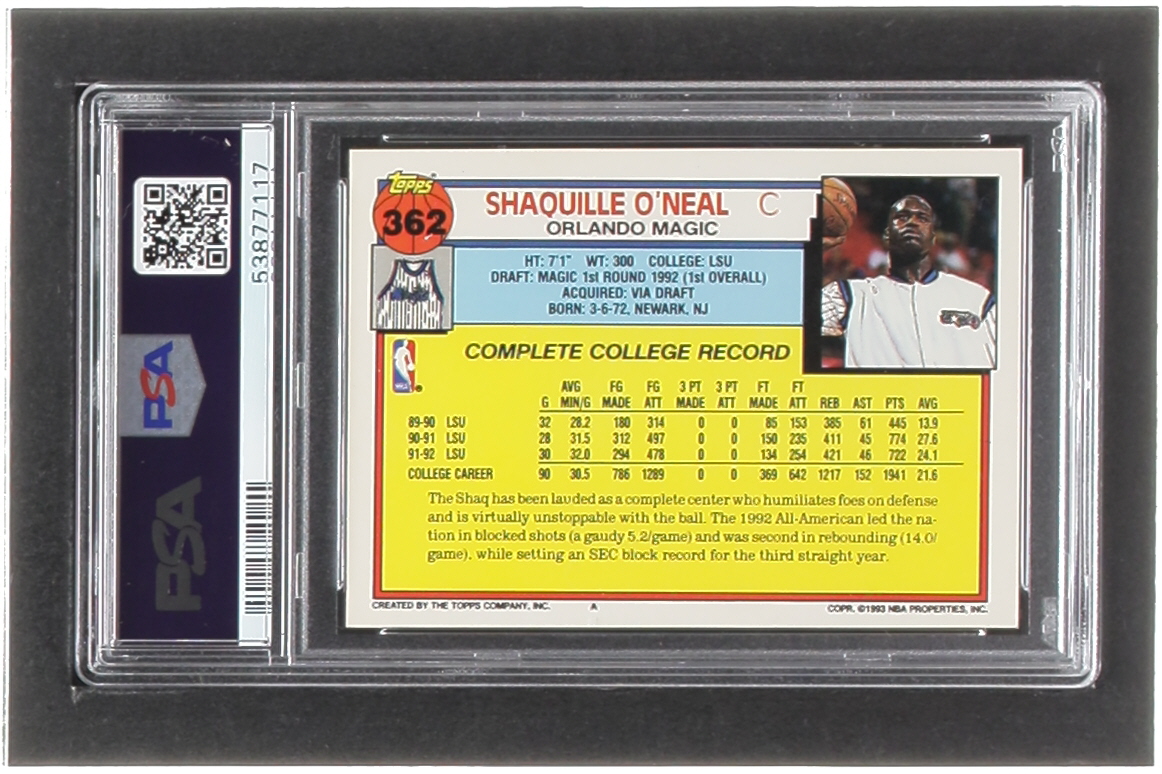 53877117
PSA
PSA
Topps
362
SHAQUILLE O'NEAL C
ORLANDO MAGIC
HT: 7'1" WT: 300 COLLEGE: LSU
DRAFT: MAGIC 1st ROUND 1992 (1st OVERALL)
ACQUIRED: VIA DRAFT
BORN: 3-6-72, NEWARK, NJ
COMPLETE COLLEGE RECORD
AVG FG FG 3 PT 3 PT FT FT
G MIN/G MADE ATT MADE ATT MADE ATT REB AST PTS AVG
89-90 LSU 32 28.2 180 314 0 0 85 153 385 61 445 13.9
90-91 LSU 28 31.5 312 497 0 0 150 235 411 45 774 27.6
91-92 LSU 30 32.0 294 478 0 0 134 254 421 46 722 24.1
COLLEGE CAREER 90 30.5 786 1289 0 0 369 642 1217 152 1941 21.6
The Shaq has been lauded as a complete center who humiliates foes on defense
and is virtually unstoppable with the ball. The 1992 All-American led the na-
tion in blocked shots (a gaudy 5.2/game) and was second in rebounding (14.0/
game), while setting an SEC block record for the third straight year.
CREATED BY THE TOPPS COMPANY, INC. A COPR. ©1993 NBA PROPERTIES, INC.